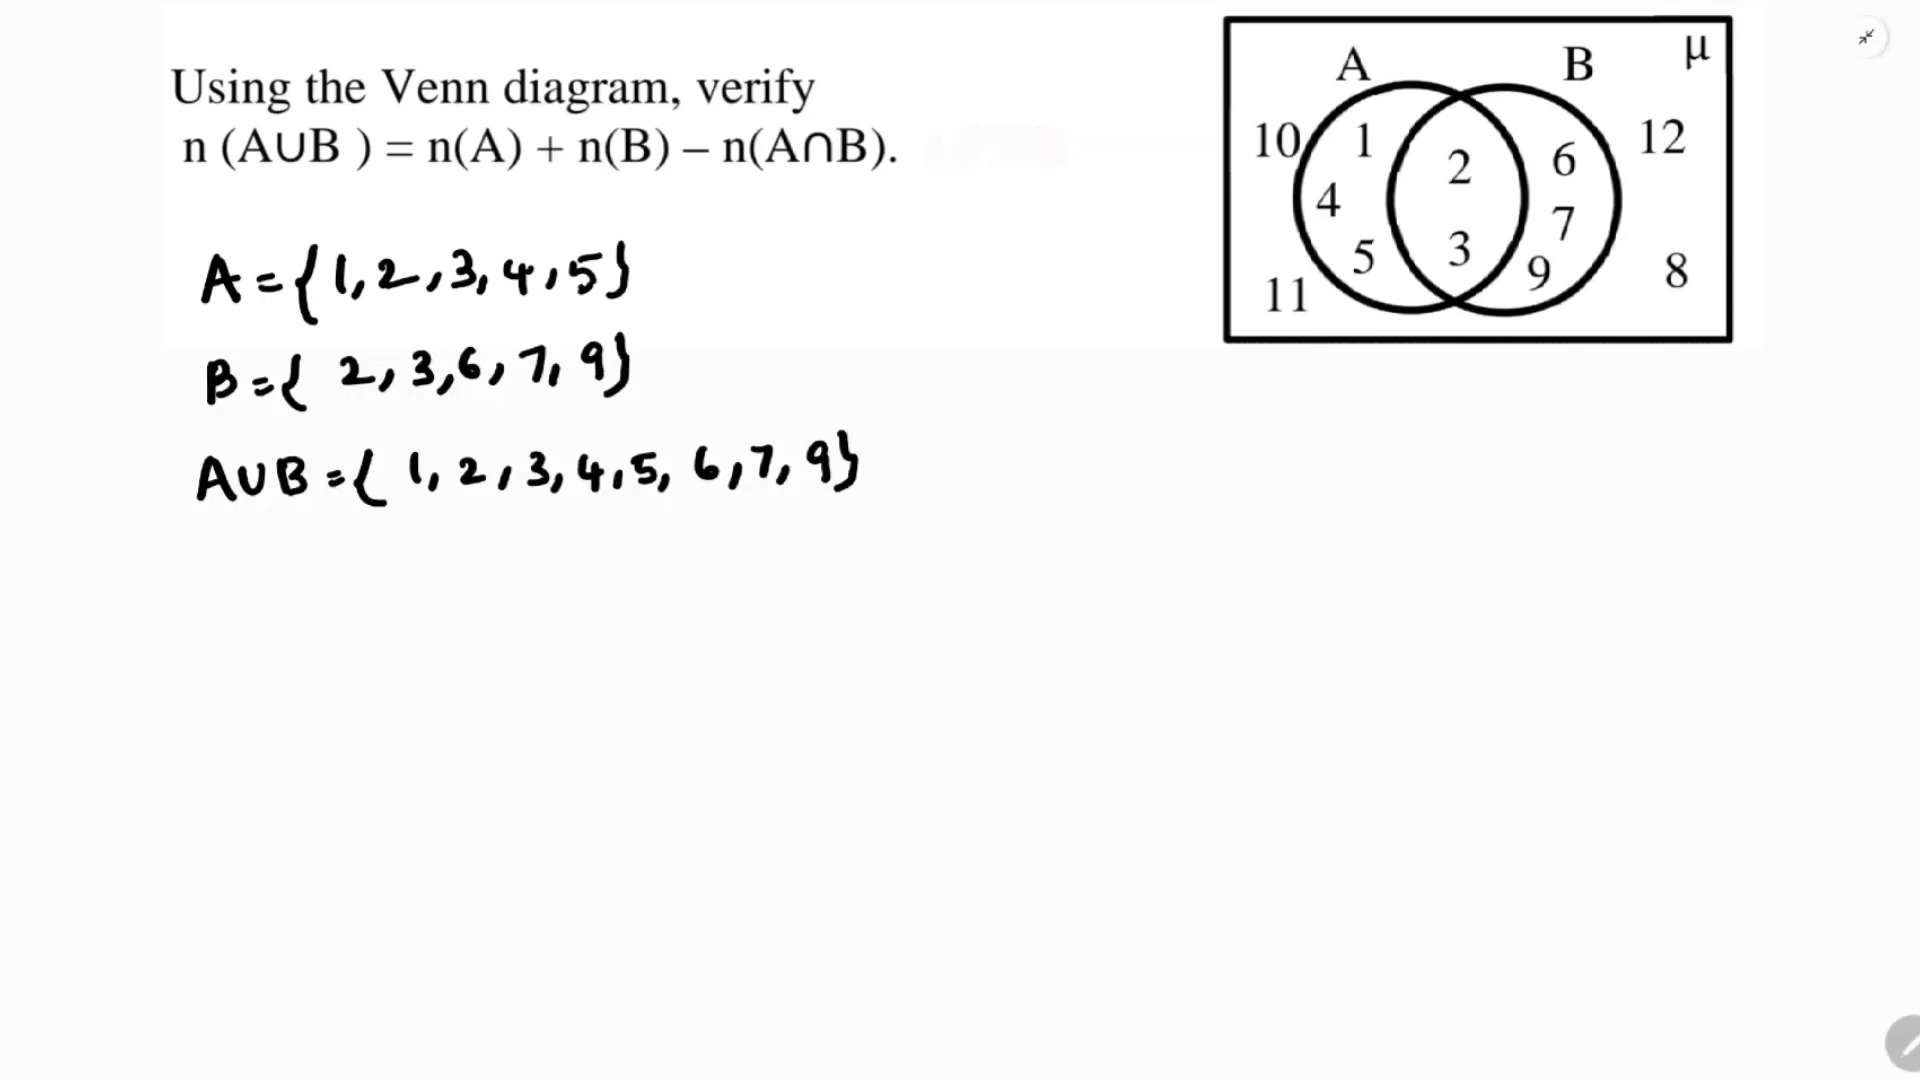 Using the Venn diagram, verify
n (A∪B ) = n(A) + n(B) – n(A∩B).
A={1,2,3,4,5}
B={ 2,3,6,7,9}
A∪B={ 1,2,3,4,5,6,7,9}
A B μ
10 1 2 6 12
4 7
5 3 9 8
11